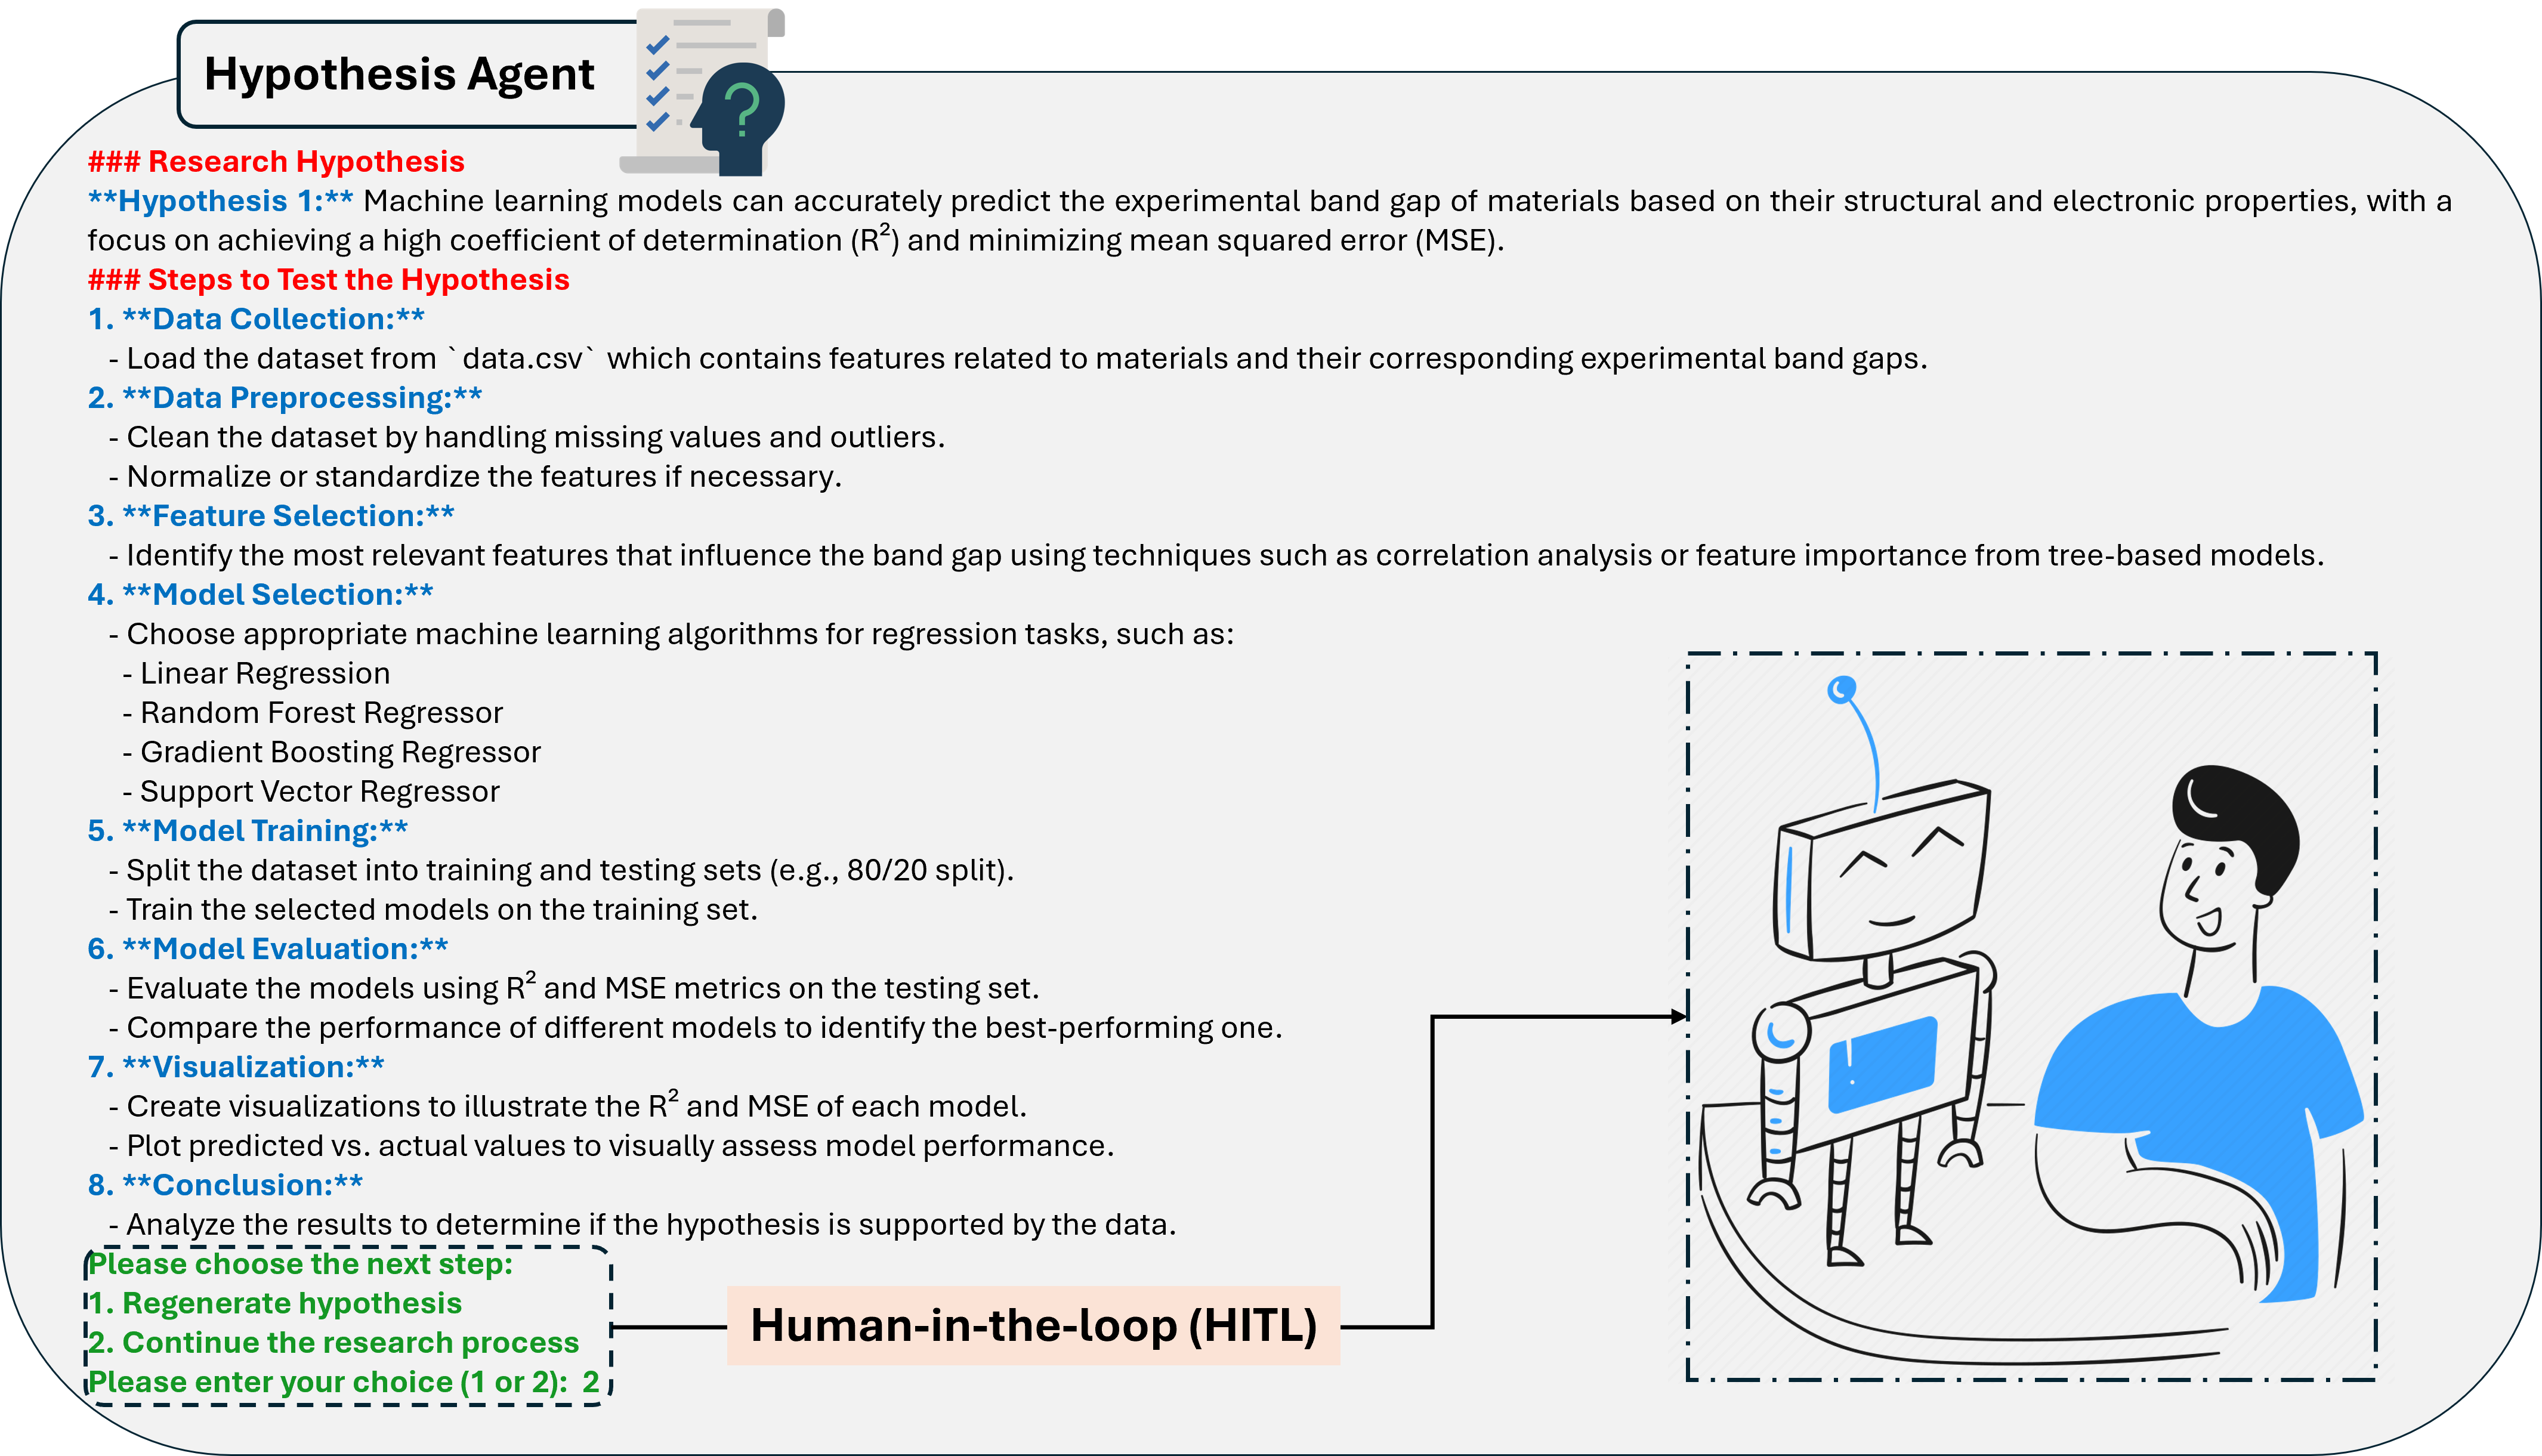 Hypothesis Agent
### Research Hypothesis
**Hypothesis 1:** Machine learning models can accurately predict the experimental band gap of materials based on their structural and electronic properties, with a
focus on achieving a high coefficient of determination (R²) and minimizing mean squared error (MSE).
### Steps to Test the Hypothesis
1. **Data Collection:**
- Load the dataset from `data.csv` which contains features related to materials and their corresponding experimental band gaps.
2. **Data Preprocessing:**
- Clean the dataset by handling missing values and outliers.
- Normalize or standardize the features if necessary.
3. **Feature Selection:**
- Identify the most relevant features that influence the band gap using techniques such as correlation analysis or feature importance from tree-based models.
4. **Model Selection:**
- Choose appropriate machine learning algorithms for regression tasks, such as:
- Linear Regression
- Random Forest Regressor
- Gradient Boosting Regressor
- Support Vector Regressor
5. **Model Training:**
- Split the dataset into training and testing sets (e.g., 80/20 split).
- Train the selected models on the training set.
6. **Model Evaluation:**
- Evaluate the models using R² and MSE metrics on the testing set.
- Compare the performance of different models to identify the best-performing one.
7. **Visualization:**
- Create visualizations to illustrate the R² and MSE of each model.
- Plot predicted vs. actual values to visually assess model performance.
8. **Conclusion:**
- Analyze the results to determine if the hypothesis is supported by the data.
Please choose the next step:
1. Regenerate hypothesis
2. Continue the research process
Please enter your choice (1 or 2): 2
Human-in-the-loop (HITL)